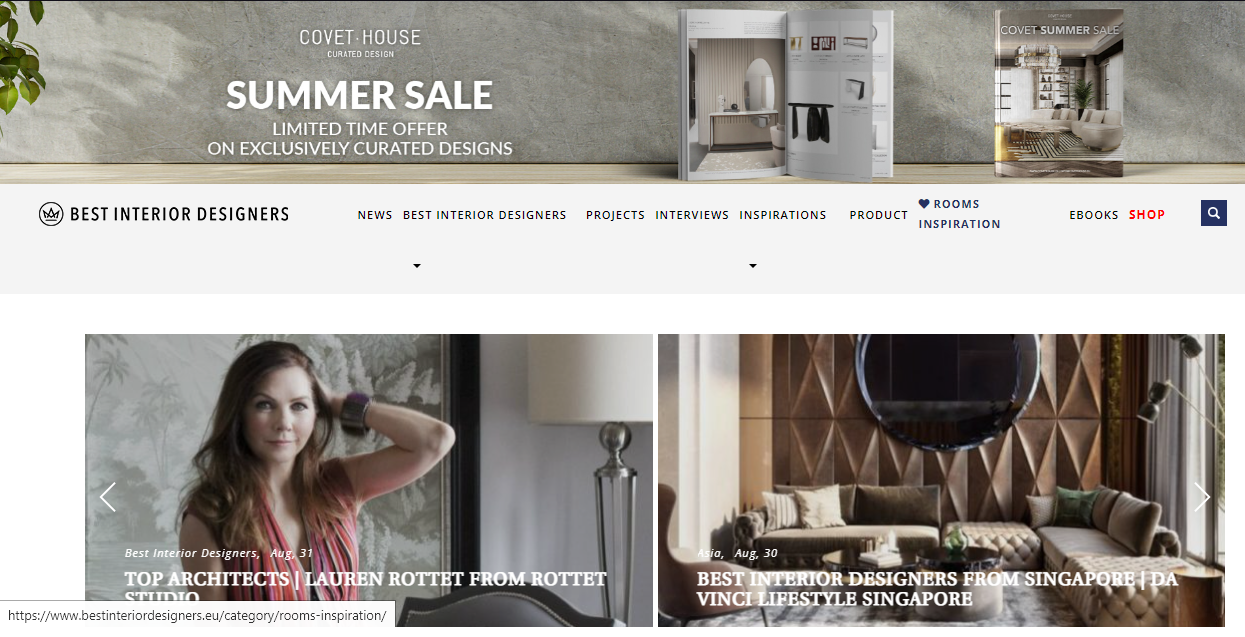 COVET·HOUSE
CURATED DESIGN
SUMMER SALE
LIMITED TIME OFFER
ON EXCLUSIVELY CURATED DESIGNS
COVET SUMMER SALE
BEST INTERIOR DESIGNERS
NEWS BEST INTERIOR DESIGNERS PROJECTS INTERVIEWS INSPIRATIONS PRODUCT ROOMS INSPIRATION EBOOKS SHOP
Best Interior Designers, Aug, 31
TOP ARCHITECTS | LAUREN ROTTET FROM ROTTET
STUDIO
Asia, Aug, 30
BEST INTERIOR DESIGNERS FROM SINGAPORE | DA
VINCI LIFESTYLE SINGAPORE
https://www.bestinteriordesigners.eu/category/rooms-inspiration/